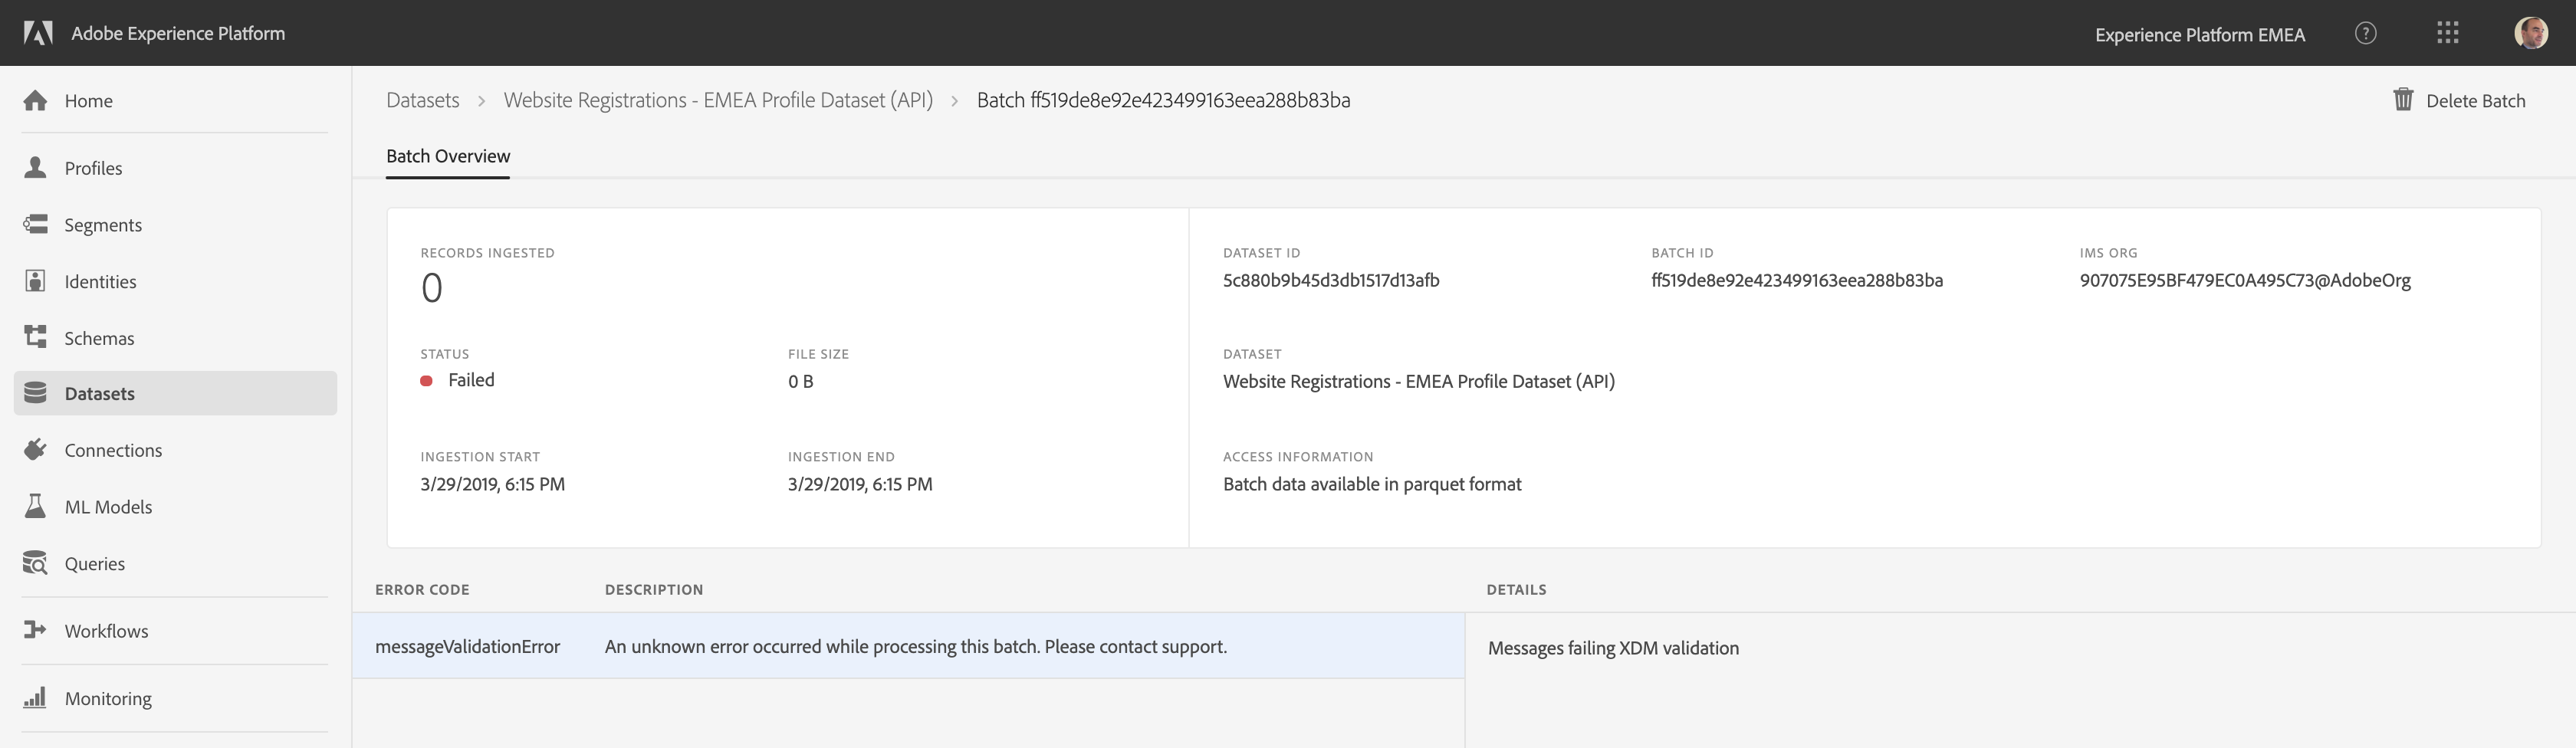 Adobe Experience Platform
Experience Platform EMEA
?
Home
Profiles
Segments
Identities
Schemas
Datasets
Connections
ML Models
Queries
Workflows
Monitoring
Datasets > Website Registrations - EMEA Profile Dataset (API) > Batch ff519de8e92e423499163eea288b83ba
Delete Batch
Batch Overview
RECORDS INGESTED
0
STATUS
Failed
FILE SIZE
0 B
INGESTION START
3/29/2019, 6:15 PM
INGESTION END
3/29/2019, 6:15 PM
DATASET ID
5c880b9b45d3db1517d13afb
BATCH ID
ff519de8e92e423499163eea288b83ba
IMS ORG
907075E95BF479EC0A495C73@AdobeOrg
DATASET
Website Registrations - EMEA Profile Dataset (API)
ACCESS INFORMATION
Batch data available in parquet format
ERROR CODE
DESCRIPTION
DETAILS
messageValidationError
An unknown error occurred while processing this batch. Please contact support.
Messages failing XDM validation